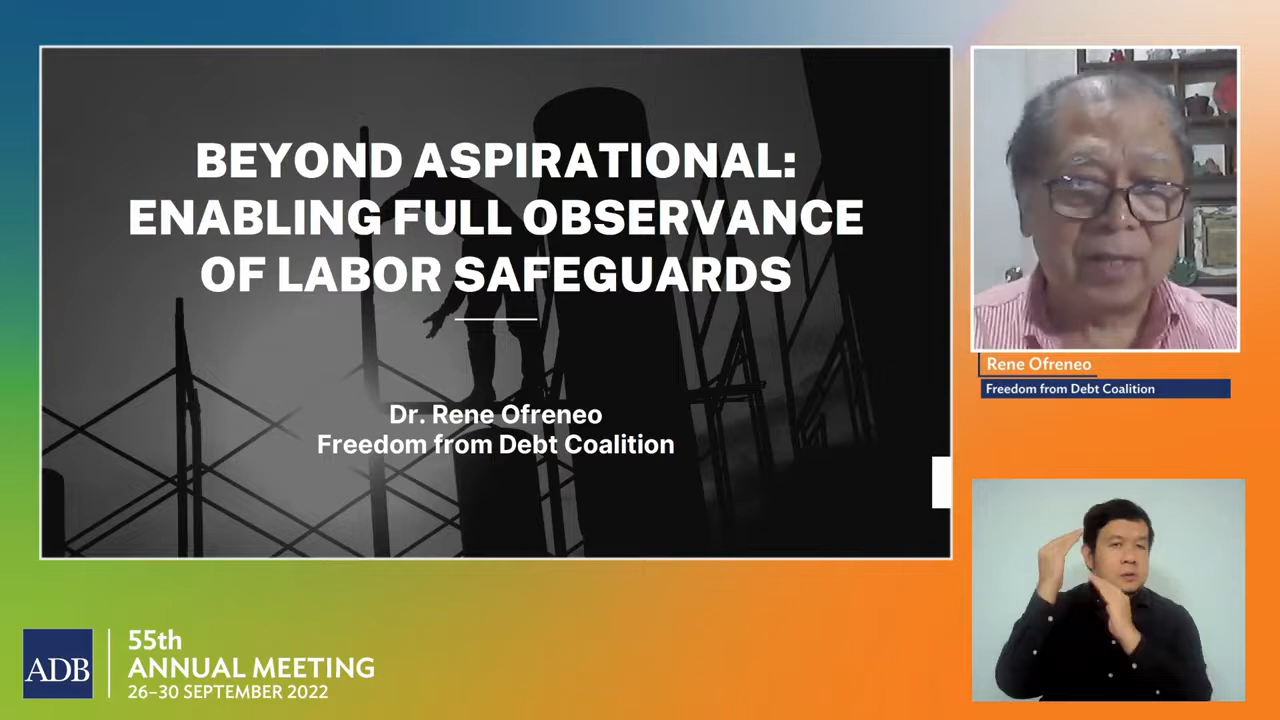 BEYOND ASPIRATIONAL:
ENABLING FULL OBSERVANCE
OF LABOR SAFEGUARDS
Dr. Rene Ofreneo
Freedom from Debt Coalition
Rene Ofreneo
Freedom from Debt Coalition
ADB
55th
ANNUAL MEETING
26–30 SEPTEMBER 2022